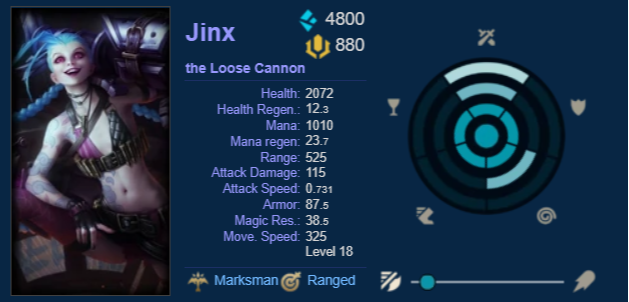 Jinx
4800
880
the Loose Cannon
Health: 2072
Health Regen.: 12.3
Mana: 1010
Mana regen: 23.7
Range: 525
Attack Damage: 115
Attack Speed: 0.731
Armor: 87.5
Magic Res.: 38.5
Move. Speed: 325
Level 18
Marksman Ranged